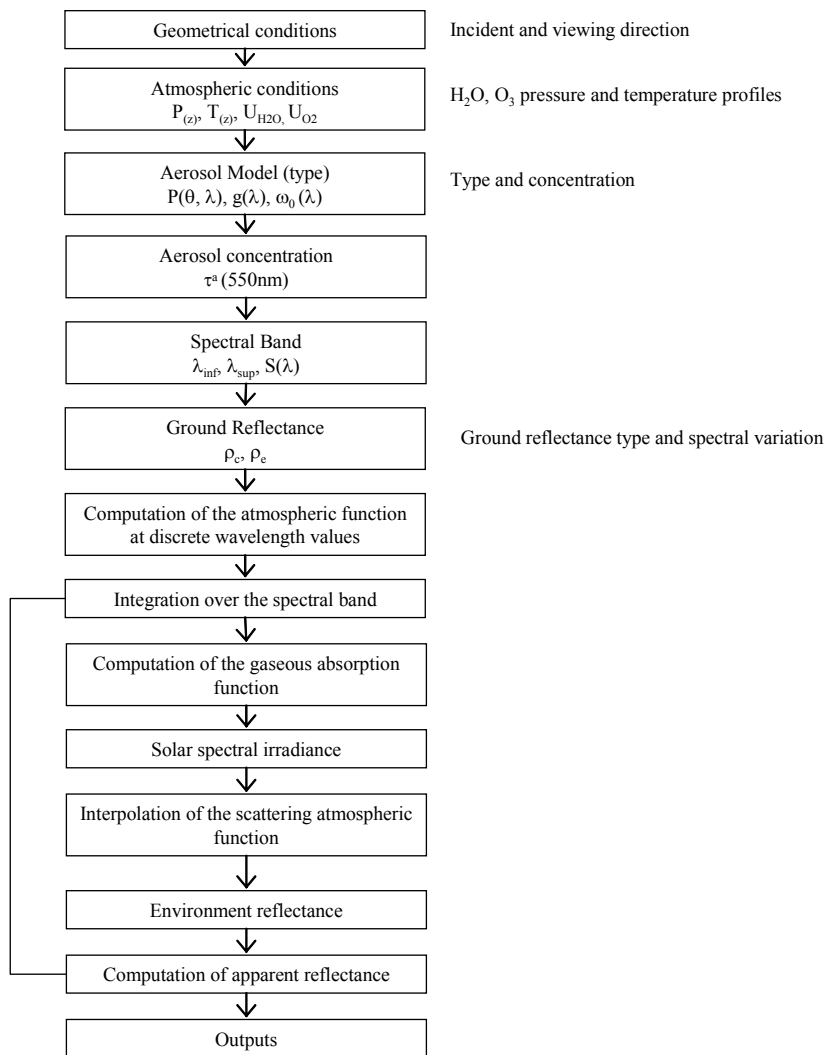 Geometrical conditions
Incident and viewing direction
Atmospheric conditions
P(z), T(z), UH2O, UO2
H2O, O3 pressure and temperature profiles
Aerosol Model (type)
P(θ, λ), g(λ), ω0 (λ)
Type and concentration
Aerosol concentration
τᵃ (550nm)
Spectral Band
λinf, λsup, S(λ)
Ground Reflectance
ρc, ρe
Ground reflectance type and spectral variation
Computation of the atmospheric function
at discrete wavelength values
Integration over the spectral band
Computation of the gaseous absorption
function
Solar spectral irradiance
Interpolation of the scattering atmospheric
function
Environment reflectance
Computation of apparent reflectance
Outputs